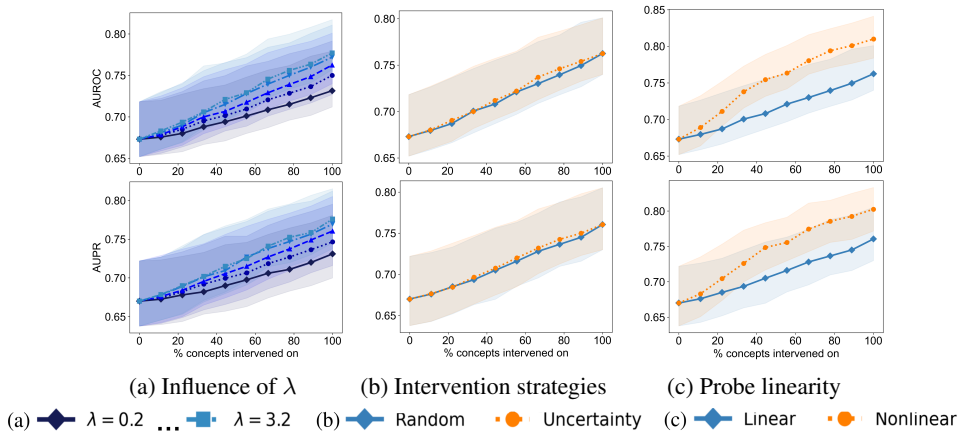 0.80
0.75
0.70
0.65
AUROC
0 20 40 60 80 100
0.80
0.75
0.70
0.65
0 20 40 60 80 100
0.85
0.80
0.75
0.70
0.65
0 20 40 60 80 100
0.80
0.75
0.70
0.65
AUPR
0 20 40 60 80 100
% concepts intervened on
0.80
0.75
0.70
0.65
0 20 40 60 80 100
% concepts intervened on
0.80
0.75
0.70
0.65
0 20 40 60 80 100
% concepts intervened on
(a) Influence of λ (b) Intervention strategies (c) Probe linearity
(a) λ = 0.2 ... λ = 3.2 (b) Random Uncertainty (c) Linear Nonlinear